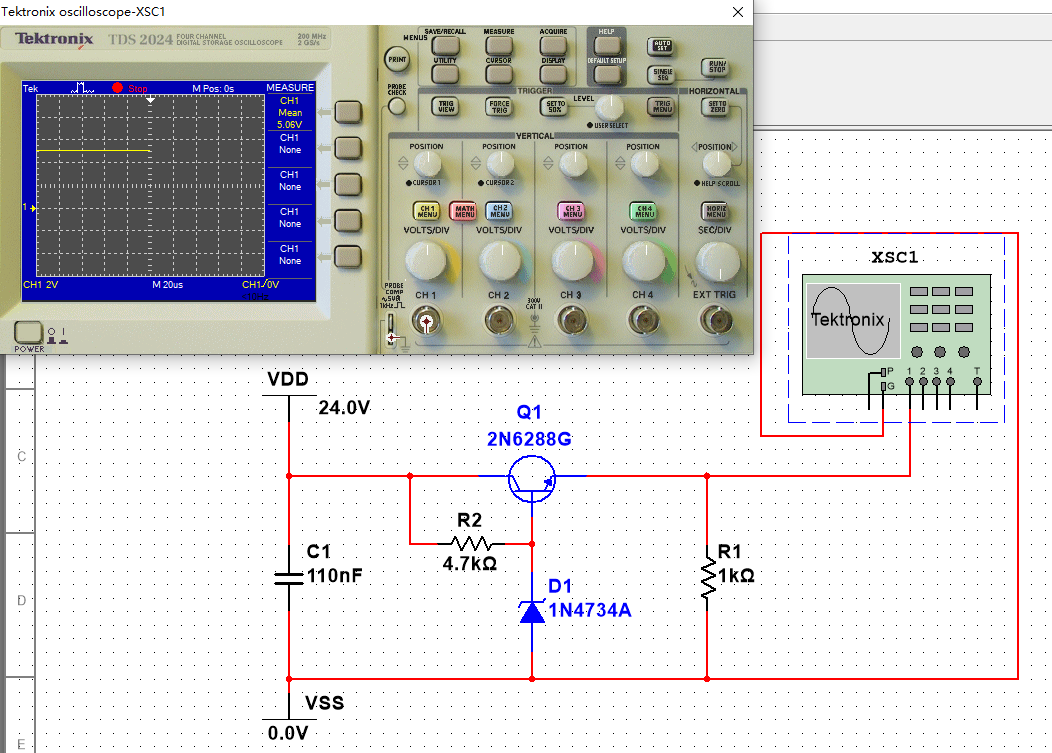 Tektronix oscilloscope-XSC1
Tektronix TDS 2024 FOUR CHANNEL DIGITAL STORAGE OSCILLOSCOPE
200 MHz
2 GS/s
Tek Stop M Pos: 0s MEASURE
CH1
Mean
5.06V
CH1
None
CH1
None
CH1
None
CH1
None
1
CH1 2V M 20us CH1 / 0V
POWER
PRINT
MENUS
SAVE/RECALL MEASURE ACQUIRE
UTILITY CURSOR DISPLAY
HELP
DEFAULT SETUP
AUTO SET
SINGLE SEQ
RUN/STOP
PROBE CHECK
TRIGGER
TRIG VIEW
FORCE TRIG
SET TO 50%
LEVEL
USER SELECT
TRIG MENU
HORIZONTAL
SET TO ZERO
VERTICAL
POSITION POSITION POSITION POSITION POSITION
CURSOR 1 CURSOR 2 HELP SCROLL
CH 1 MENU
MATH MENU
CH 2 MENU
CH 3 MENU
CH 4 MENU
HORIZ MENU
VOLTS/DIV VOLTS/DIV VOLTS/DIV VOLTS/DIV SEC/DIV
PROBE COMP
~5V
1kHz
CH 1 CH 2 CH 3 CH 4 EXT TRIG
300V
CAT II
XSC1
Tektronix
P
G
1 2 3 4 T
VDD
24.0V
Q1
2N6288G
C
R2
4.7kΩ
C1
110nF
R1
1kΩ
D
D1
1N4734A
VSS
0.0V
E